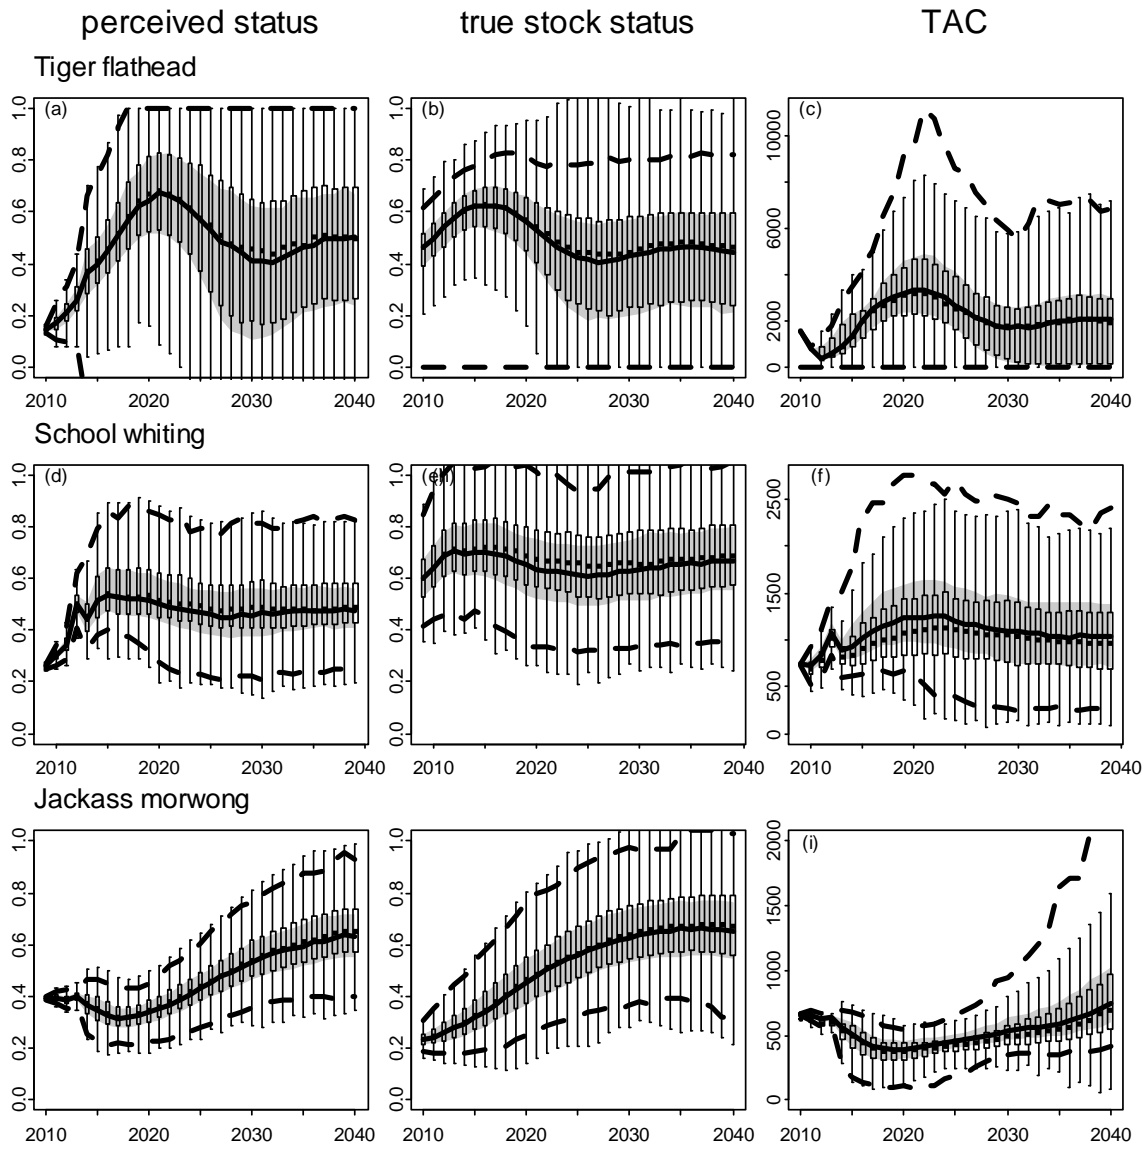 perceived status true stock status TAC
Tiger flathead
(a) (b) (c)
0.0 0.2 0.4 0.6 0.8 1.0
0.0 0.2 0.4 0.6 0.8 1.0
0 2000 6000 10000
2010 2020 2030 2040 2010 2020 2030 2040 2010 2020 2030 2040
School whiting
(d) (f)
0.0 0.2 0.4 0.6 0.8 1.0
0.0 0.2 0.4 0.6 0.8 1.0
0 500 1500 2500
2010 2020 2030 2040 2010 2020 2030 2040 2010 2020 2030 2040
Jackass morwong
(i)
0.0 0.2 0.4 0.6 0.8 1.0
0.0 0.2 0.4 0.6 0.8 1.0
0 500 1000 1500 2000
2010 2020 2030 2040 2010 2020 2030 2040 2010 2020 2030 2040